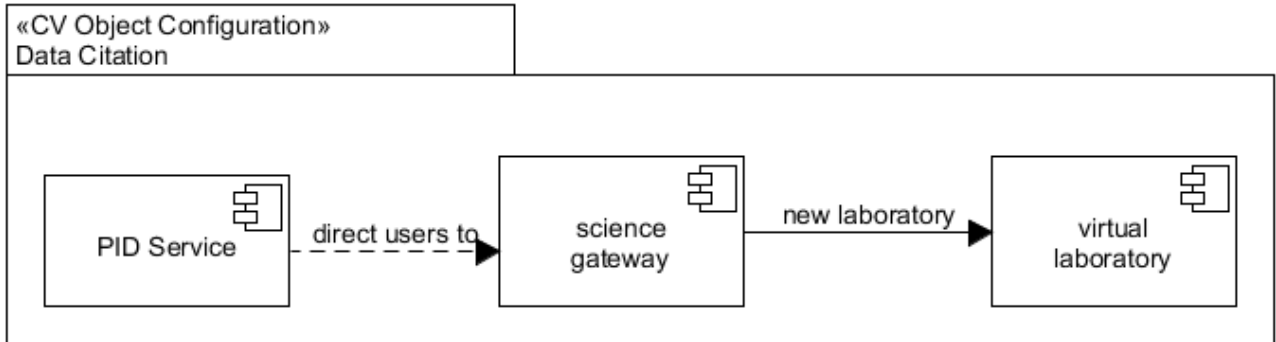 «CV Object Configuration»
Data Citation
PID Service
direct users to
science
gateway
new laboratory
virtual
laboratory